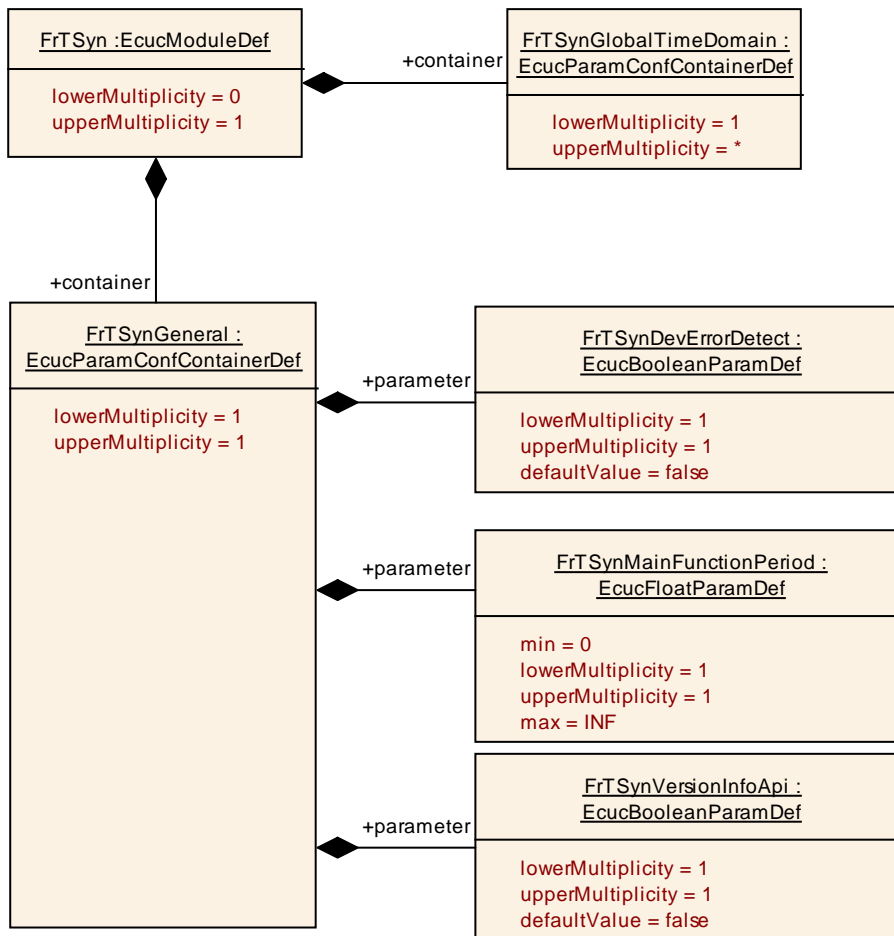 FrTSyn :EcucModuleDef
lowerMultiplicity = 0
upperMultiplicity = 1
+container
FrTSynGlobalTimeDomain :
EcucParamConfContainerDef
lowerMultiplicity = 1
upperMultiplicity = *
+container
FrTSynGeneral :
EcucParamConfContainerDef
lowerMultiplicity = 1
upperMultiplicity = 1
+parameter
FrTSynDevErrorDetect :
EcucBooleanParamDef
lowerMultiplicity = 1
upperMultiplicity = 1
defaultValue = false
+parameter
FrTSynMainFunctionPeriod :
EcucFloatParamDef
min = 0
lowerMultiplicity = 1
upperMultiplicity = 1
max = INF
+parameter
FrTSynVersionInfoApi :
EcucBooleanParamDef
lowerMultiplicity = 1
upperMultiplicity = 1
defaultValue = false